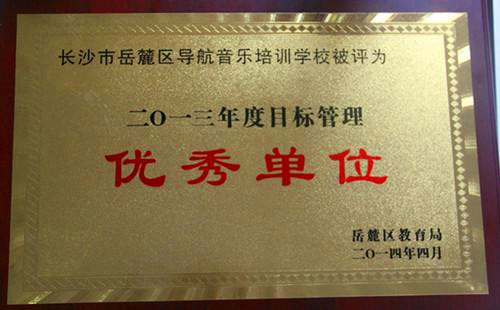 长沙市岳麓区导航音乐培训学校被评为
二〇一三年度目标管理
优秀单位
岳麓区教育局
二〇一四年四月